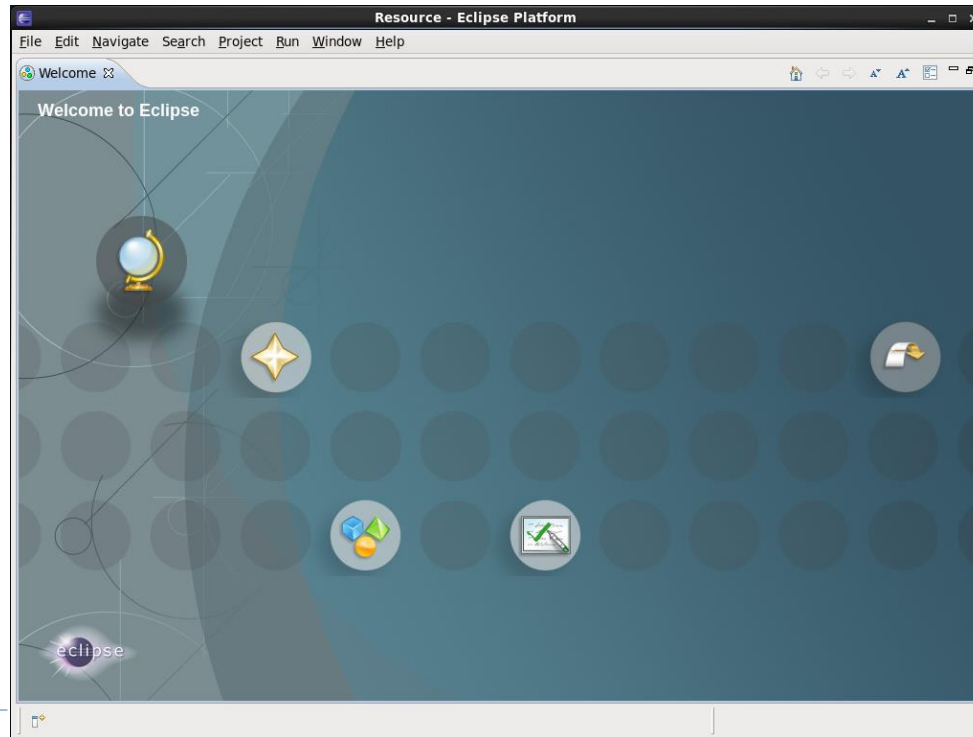 Resource - Eclipse Platform
File Edit Navigate Search Project Run Window Help
Welcome
Welcome to Eclipse
eclipse